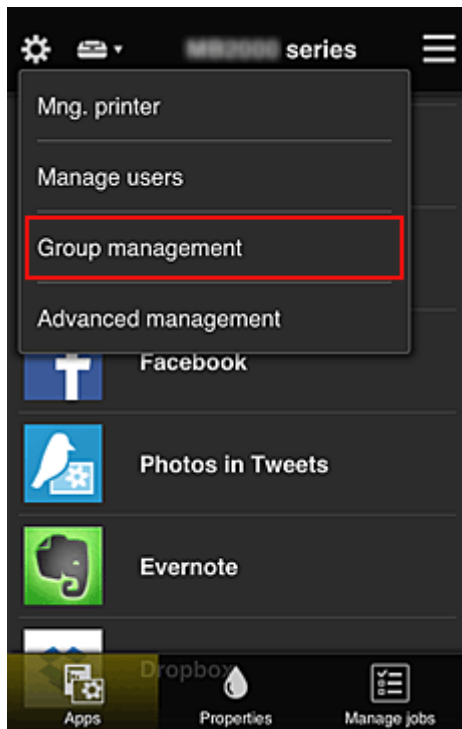 series
Mng. printer
Manage users
Group management
Advanced management
Facebook
Photos in Tweets
Evernote
Dropbox
Apps
Properties
Manage jobs